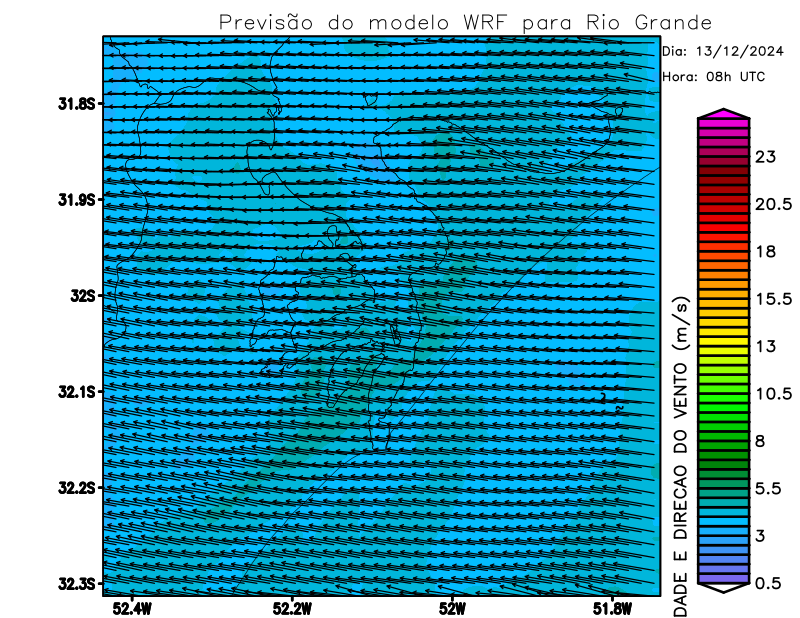 Previsão do modelo WRF para Rio Grande
Dia: 13/12/2024
Hora: 08h UTC
31.8S
31.9S
32S
32.1S
32.2S
32.3S
52.4W
52.2W
52W
51.8W
23
20.5
18
15.5
13
10.5
8
5.5
3
0.5
DADE E DIRECAO DO VENTO (m/s)